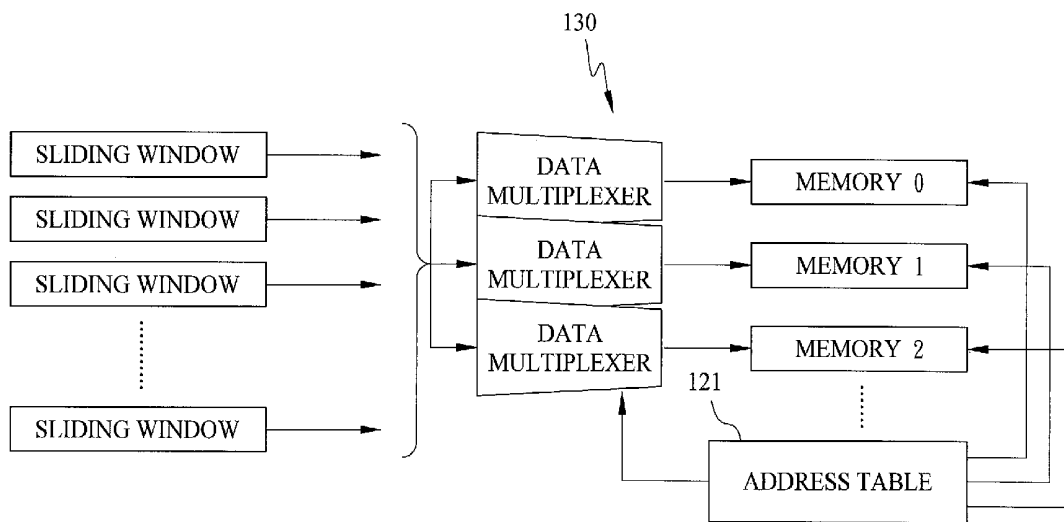 130
SLIDING WINDOW
SLIDING WINDOW
SLIDING WINDOW
SLIDING WINDOW
DATA
MULTIPLEXER
DATA
MULTIPLEXER
DATA
MULTIPLEXER
MEMORY 0
MEMORY 1
MEMORY 2
121
ADDRESS TABLE